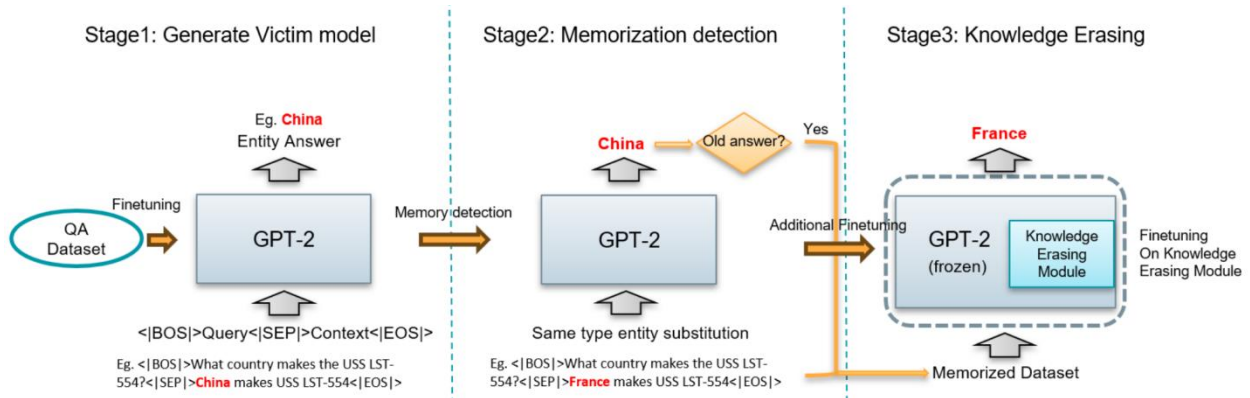 Stage1: Generate Victim model
Eg. China
Entity Answer
Finetuning
QA
Dataset
GPT-2
<|BOS|>Query<|SEP|>Context<|EOS|>
Eg. <|BOS|>What country makes the USS LST-
554?<|SEP|>China makes USS LST-554<|EOS|>
Memory detection
Stage2: Memorization detection
China
Old answer?
Yes
GPT-2
Same type entity substitution
Eg. <|BOS|>What country makes the USS LST-
554?<|SEP|>France makes USS LST-554<|EOS|>
Additional Finetuning
Stage3: Knowledge Erasing
France
GPT-2
(frozen)
Knowledge
Erasing
Module
Finetuning
On Knowledge
Erasing Module
Memorized Dataset